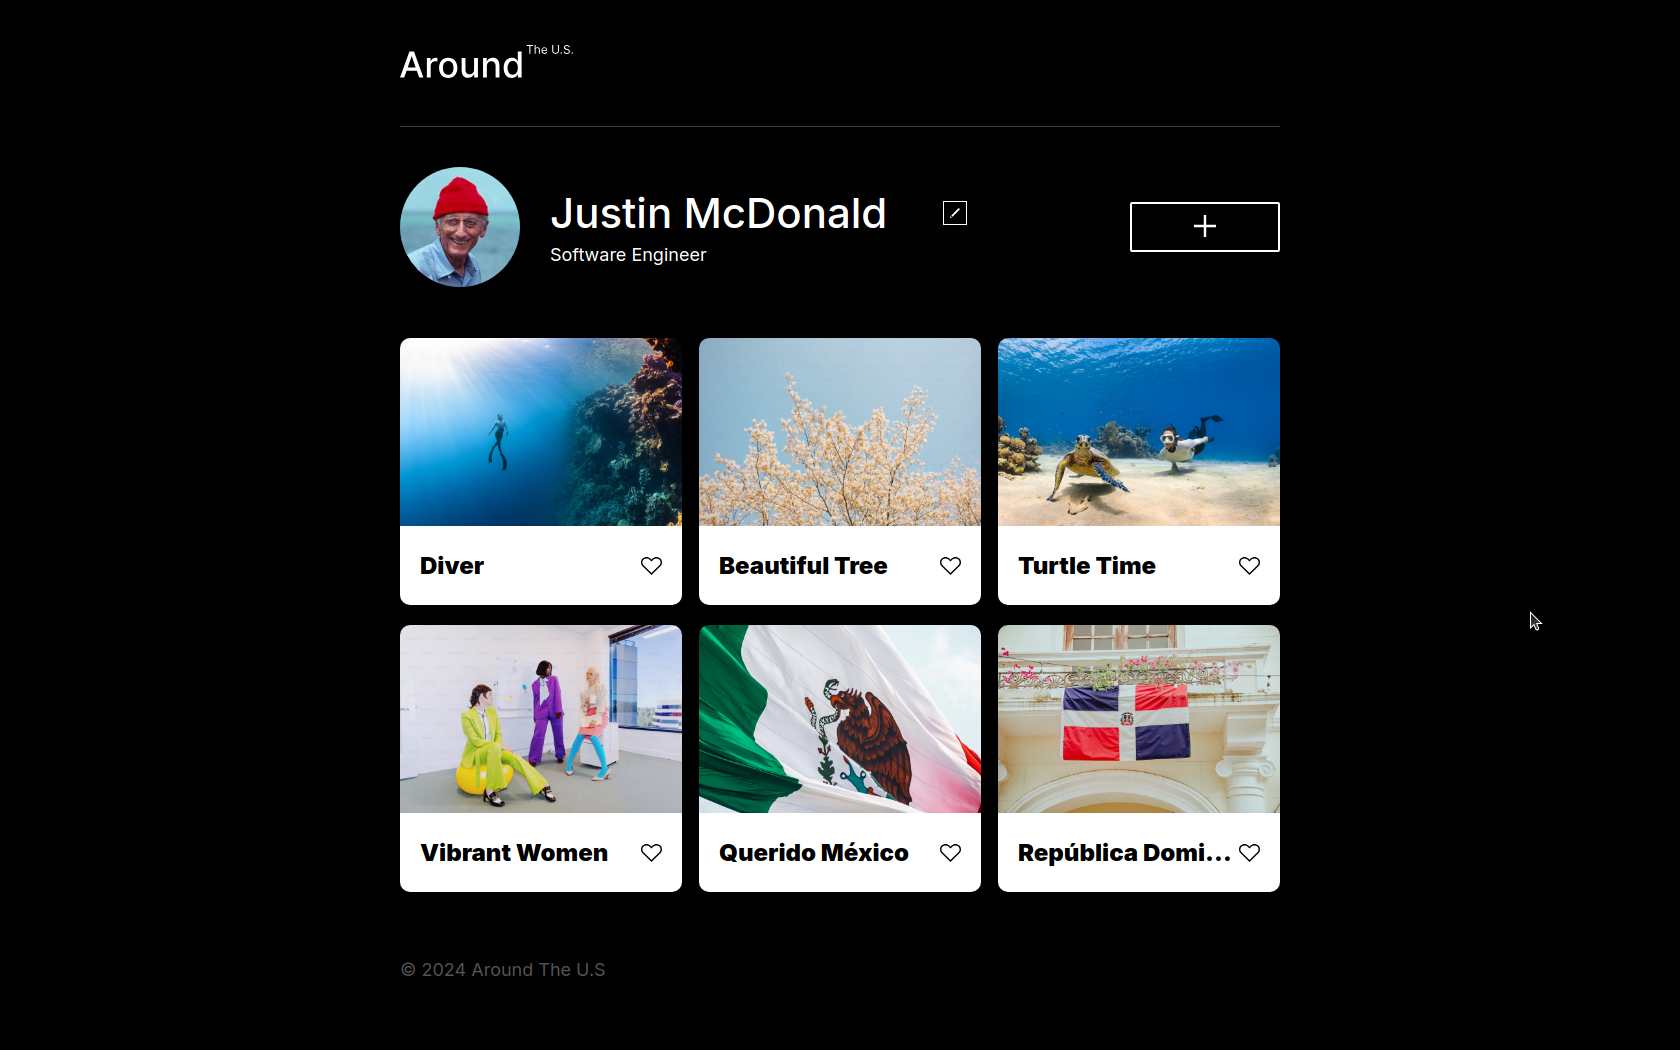 Around The U.S.
Justin McDonald
Software Engineer
Diver
Beautiful Tree
Turtle Time
Vibrant Women
Querido México
República Domi...
© 2024 Around The U.S